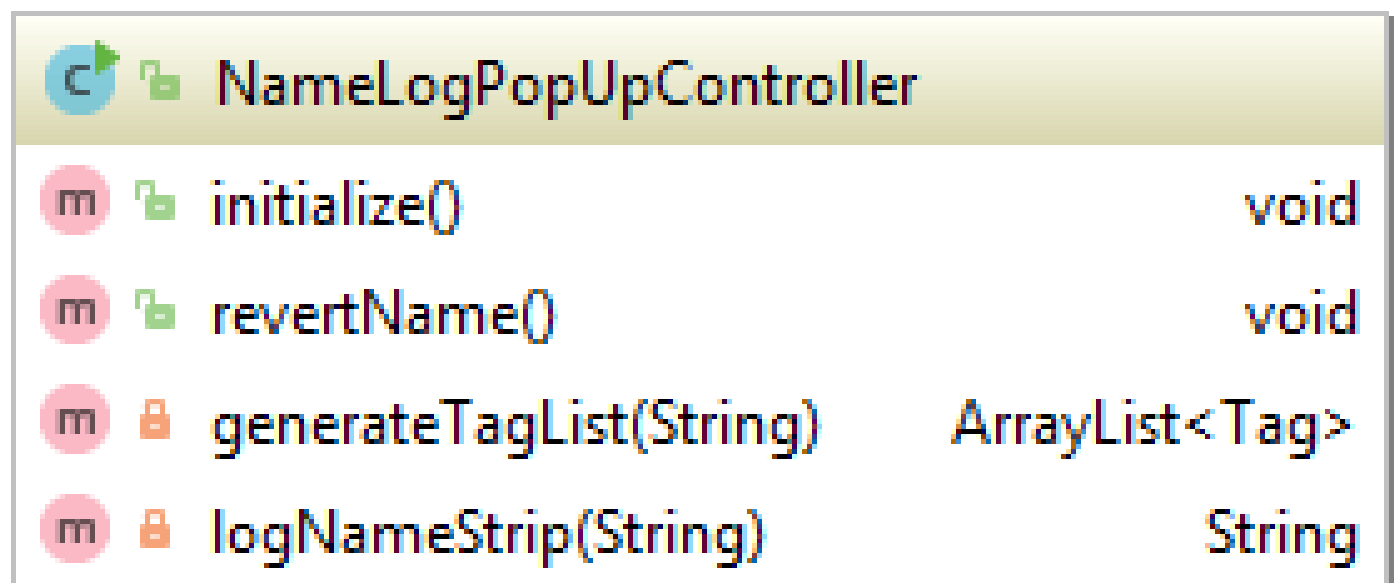 C NameLogPopUpController
m initialize() void
m revertName() void
m generateTagList(String) ArrayList<Tag>
m logNameStrip(String) String